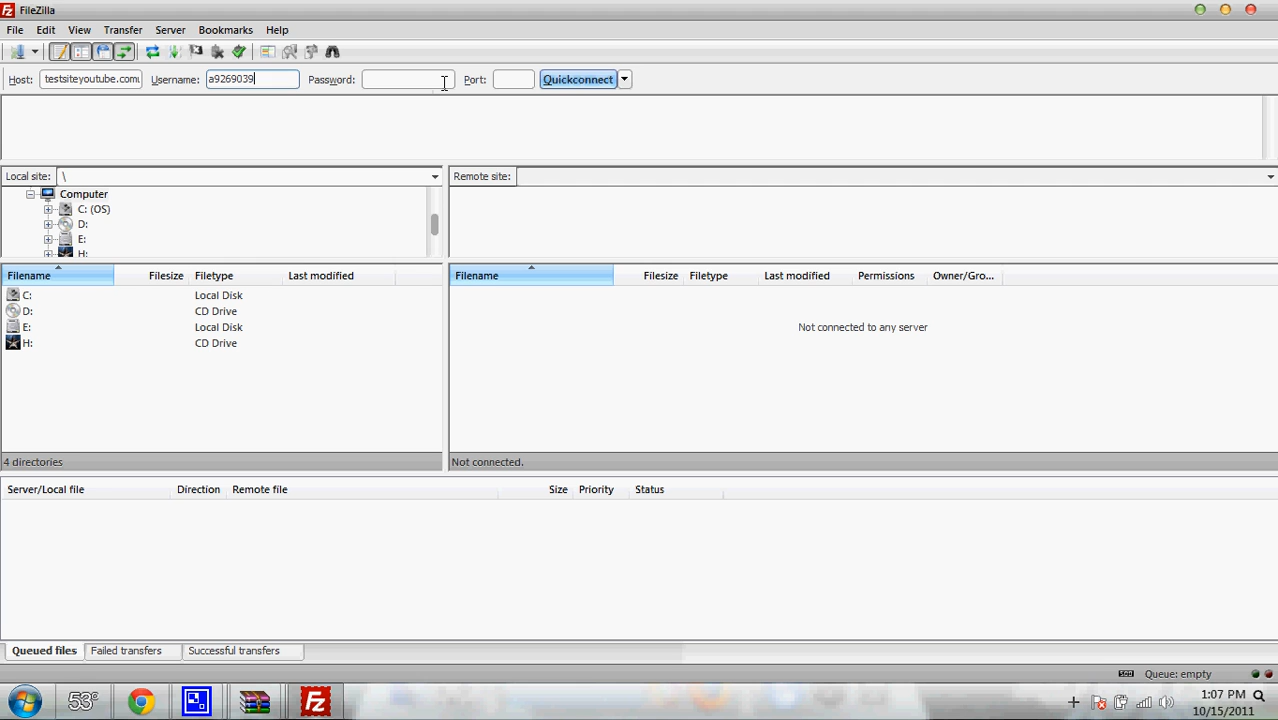 FileZilla
File Edit View Transfer Server Bookmarks Help
Host: testsiteyoutube.comu Username: a9269039 Password: Port: Quickconnect
Local site: \ Remote site:
Computer
C: (OS)
D:
E:
H:
Filename Filesize Filetype Last modified Filename Filesize Filetype Last modified Permissions Owner/Gro...
C: Local Disk
D: CD Drive
E: Local Disk
H: CD Drive
Not connected to any server
4 directories Not connected.
Server/Local file Direction Remote file Size Priority Status
Queued files Failed transfers Successful transfers
Queue: empty
53°
1:07 PM
10/15/2011